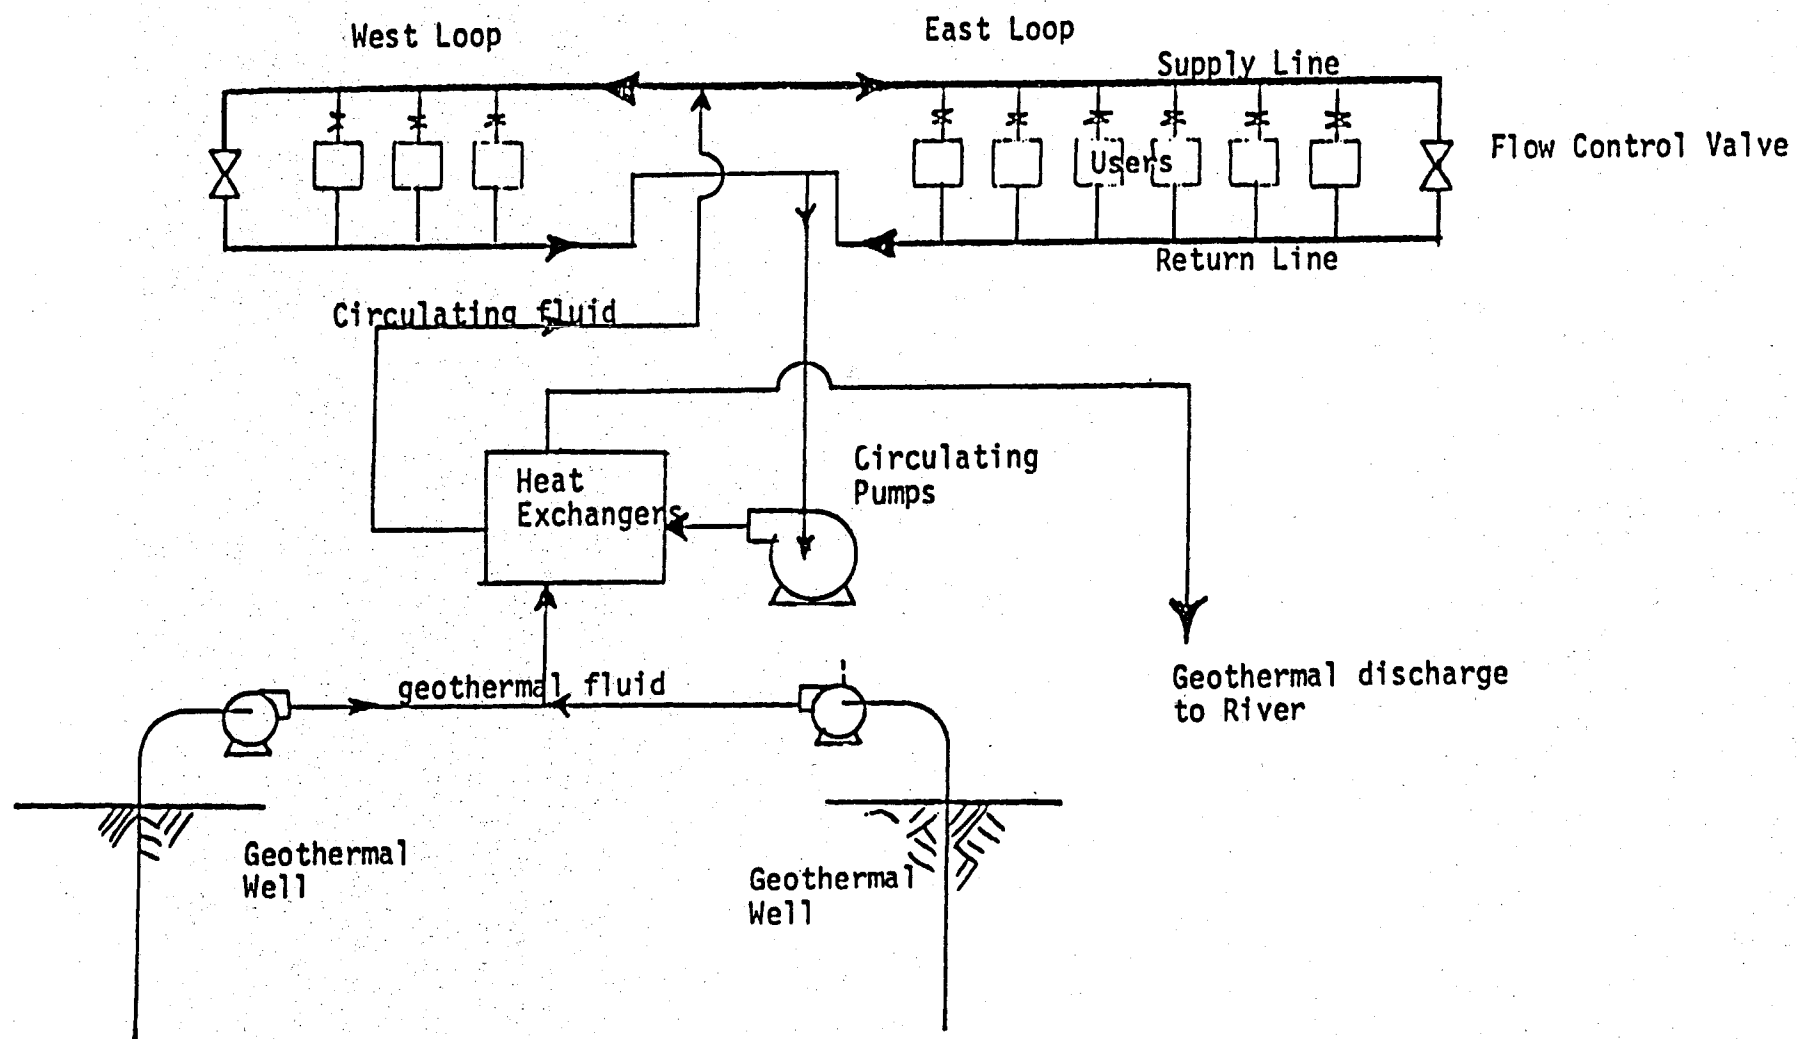 West Loop
East Loop
Supply Line
Flow Control Valve
Users
Return Line
Circulating fluid
Circulating
Pumps
Heat
Exchangers
geothermal fluid
Geothermal discharge
to River
Geothermal
Well
Geothermal
Well